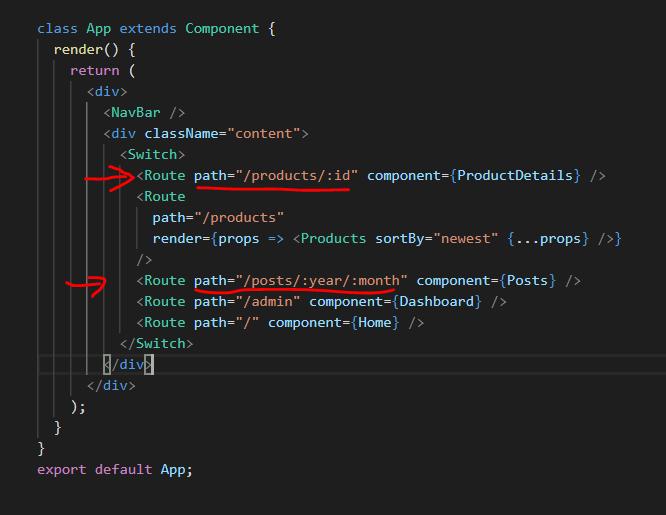 class App extends Component {
render() {
return (
<div>
<NavBar />
<div className="content">
<Switch>
<Route path="/products/:id" component={ProductDetails} />
<Route
path="/products"
render={props => <Products sortBy="newest" {...props} />}
/>
<Route path="/posts/:year/:month" component={Posts} />
<Route path="/admin" component={Dashboard} />
<Route path="/" component={Home} />
</Switch>
</div>
</div>
);
}
}
export default App;